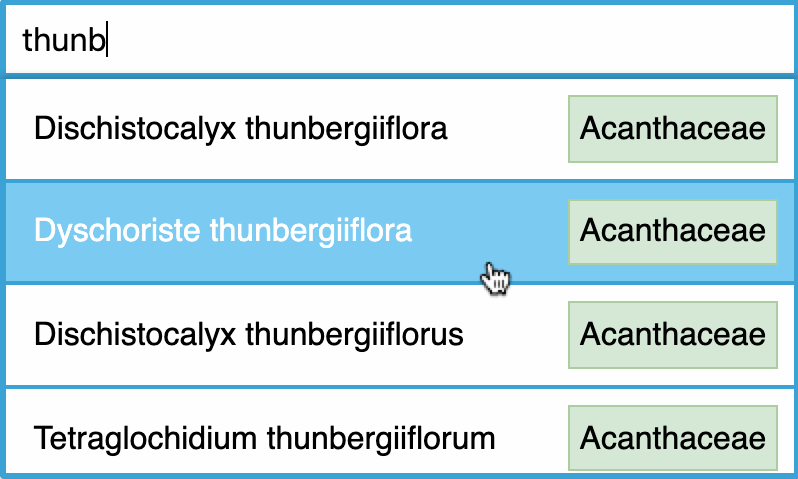 thunb
Dischistocalyx thunbergiiflora Acanthaceae
Dyschoriste thunbergiiflora Acanthaceae
Dischistocalyx thunbergiiflorus Acanthaceae
Tetraglochidium thunbergiiflorum Acanthaceae